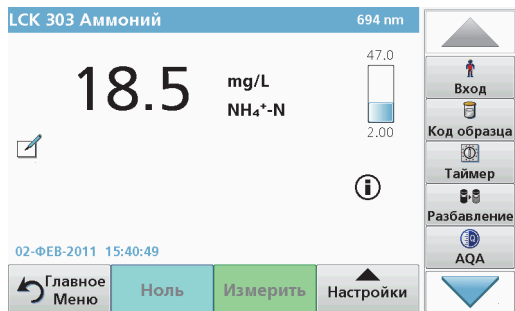 LCK 303 Аммоний 694 nm
47.0
18.5 mg/L
NH₄⁺-N
2.00
i
02-ФЕВ-2011 15:40:49
Главное
Меню
Ноль
Измерить
Настройки
Вход
Код образца
Таймер
Разбавление
AQA